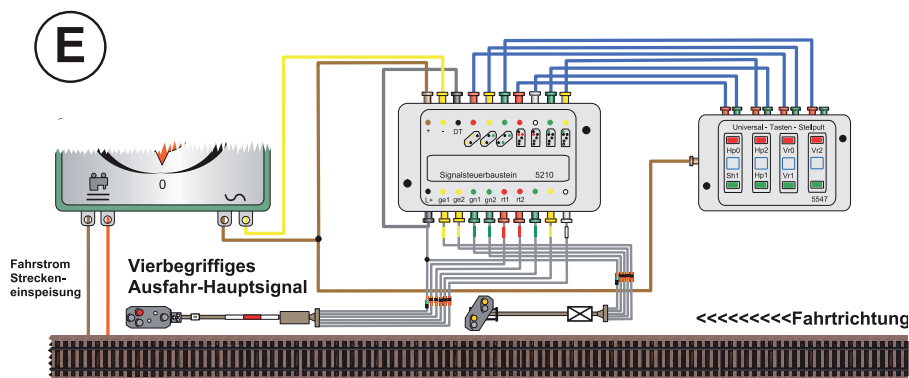 E
0
Fahrstrom
Strecken-
einspeisung
Vierbegriffiges
Ausfahr-Hauptsignal
+ - DT
Signalsteuerbaustein 5210
L+ ge1 ge2 gn1 gn2 rt1 rt2
Universal - Tasten - Stellpult
Hp0 Hp2 Vr0 Vr2
Sh1 Hp1 Vr1
5547
<<<<<<<<<Fahrtrichtung